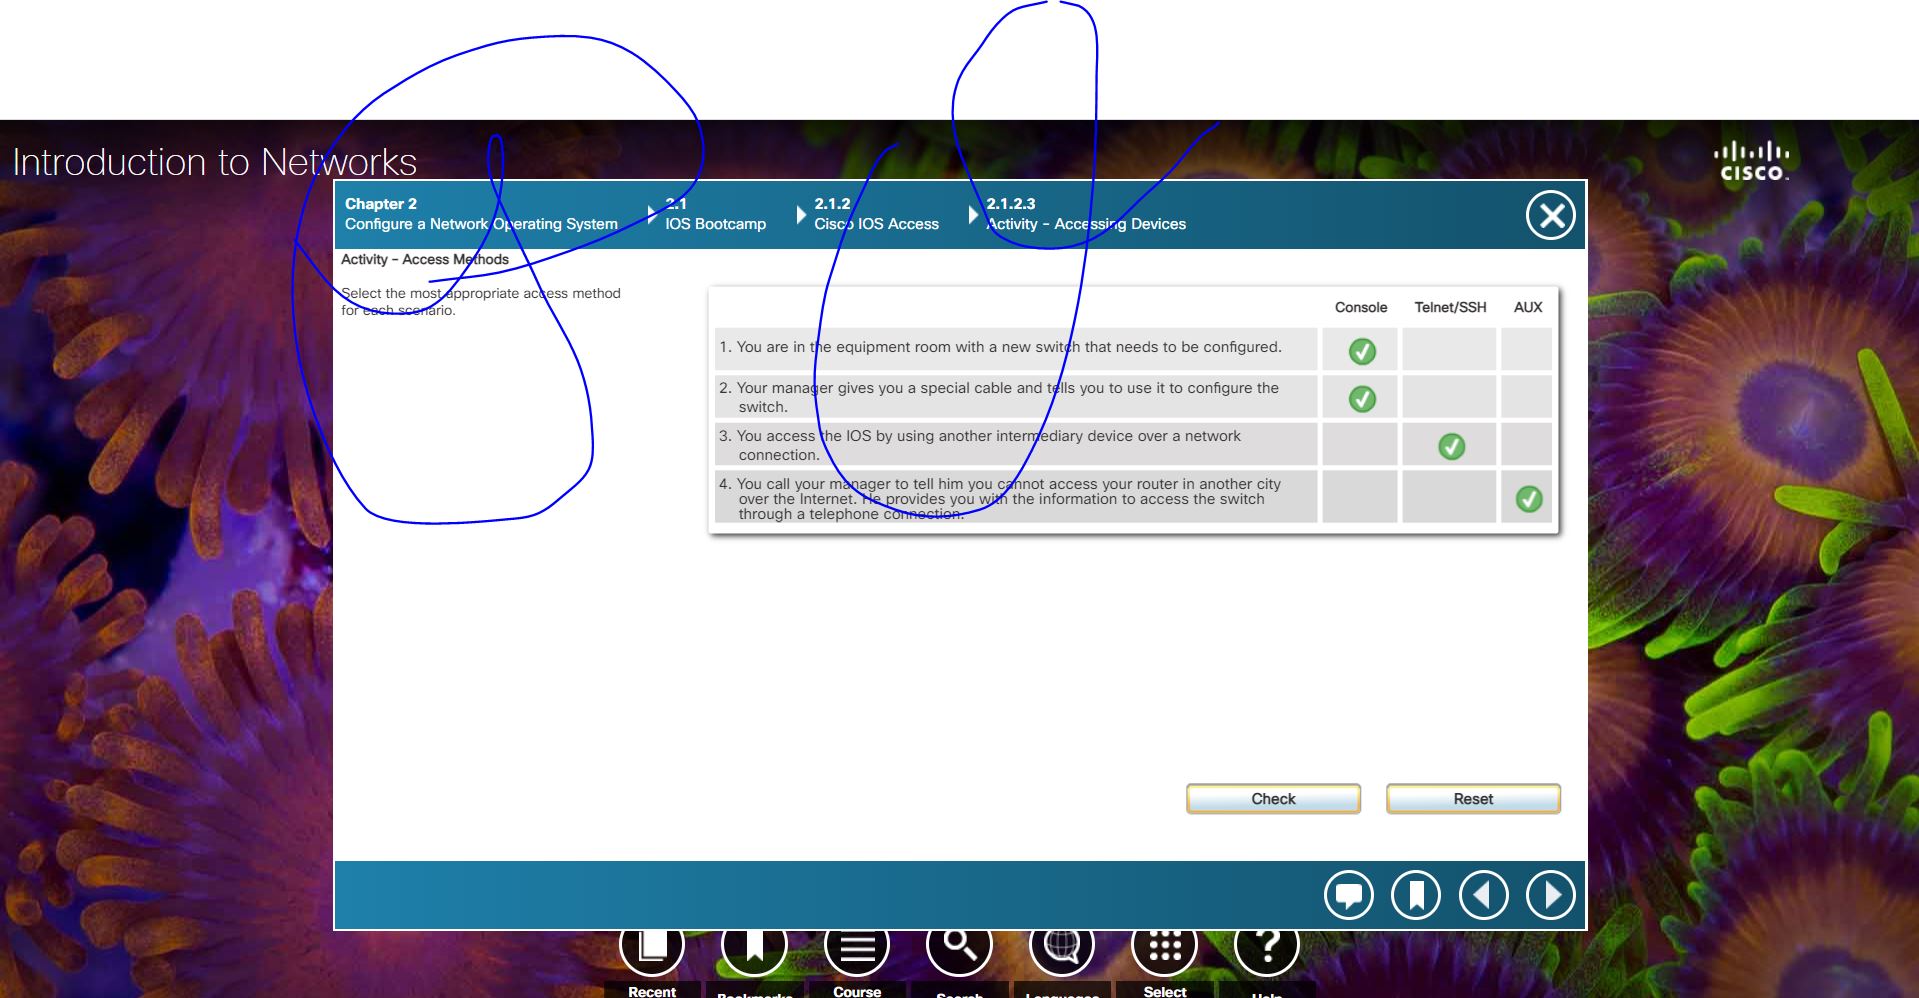 Introduction to Networks
CISCO
Chapter 2
Configure a Network Operating System
2.1
IOS Bootcamp
2.1.2
Cisco IOS Access
2.1.2.3
Activity – Accessing Devices
Activity – Access Methods
Select the most appropriate access method
for each scenario.
Console Telnet/SSH AUX
1. You are in the equipment room with a new switch that needs to be configured.
2. Your manager gives you a special cable and tells you to use it to configure the
switch.
3. You access the IOS by using another intermediary device over a network
connection.
4. You call your manager to tell him you cannot access your router in another city
over the Internet. He provides you with the information to access the switch
through a telephone connection.
Check Reset
Recent Bookmarks Course Search Languages Select Help